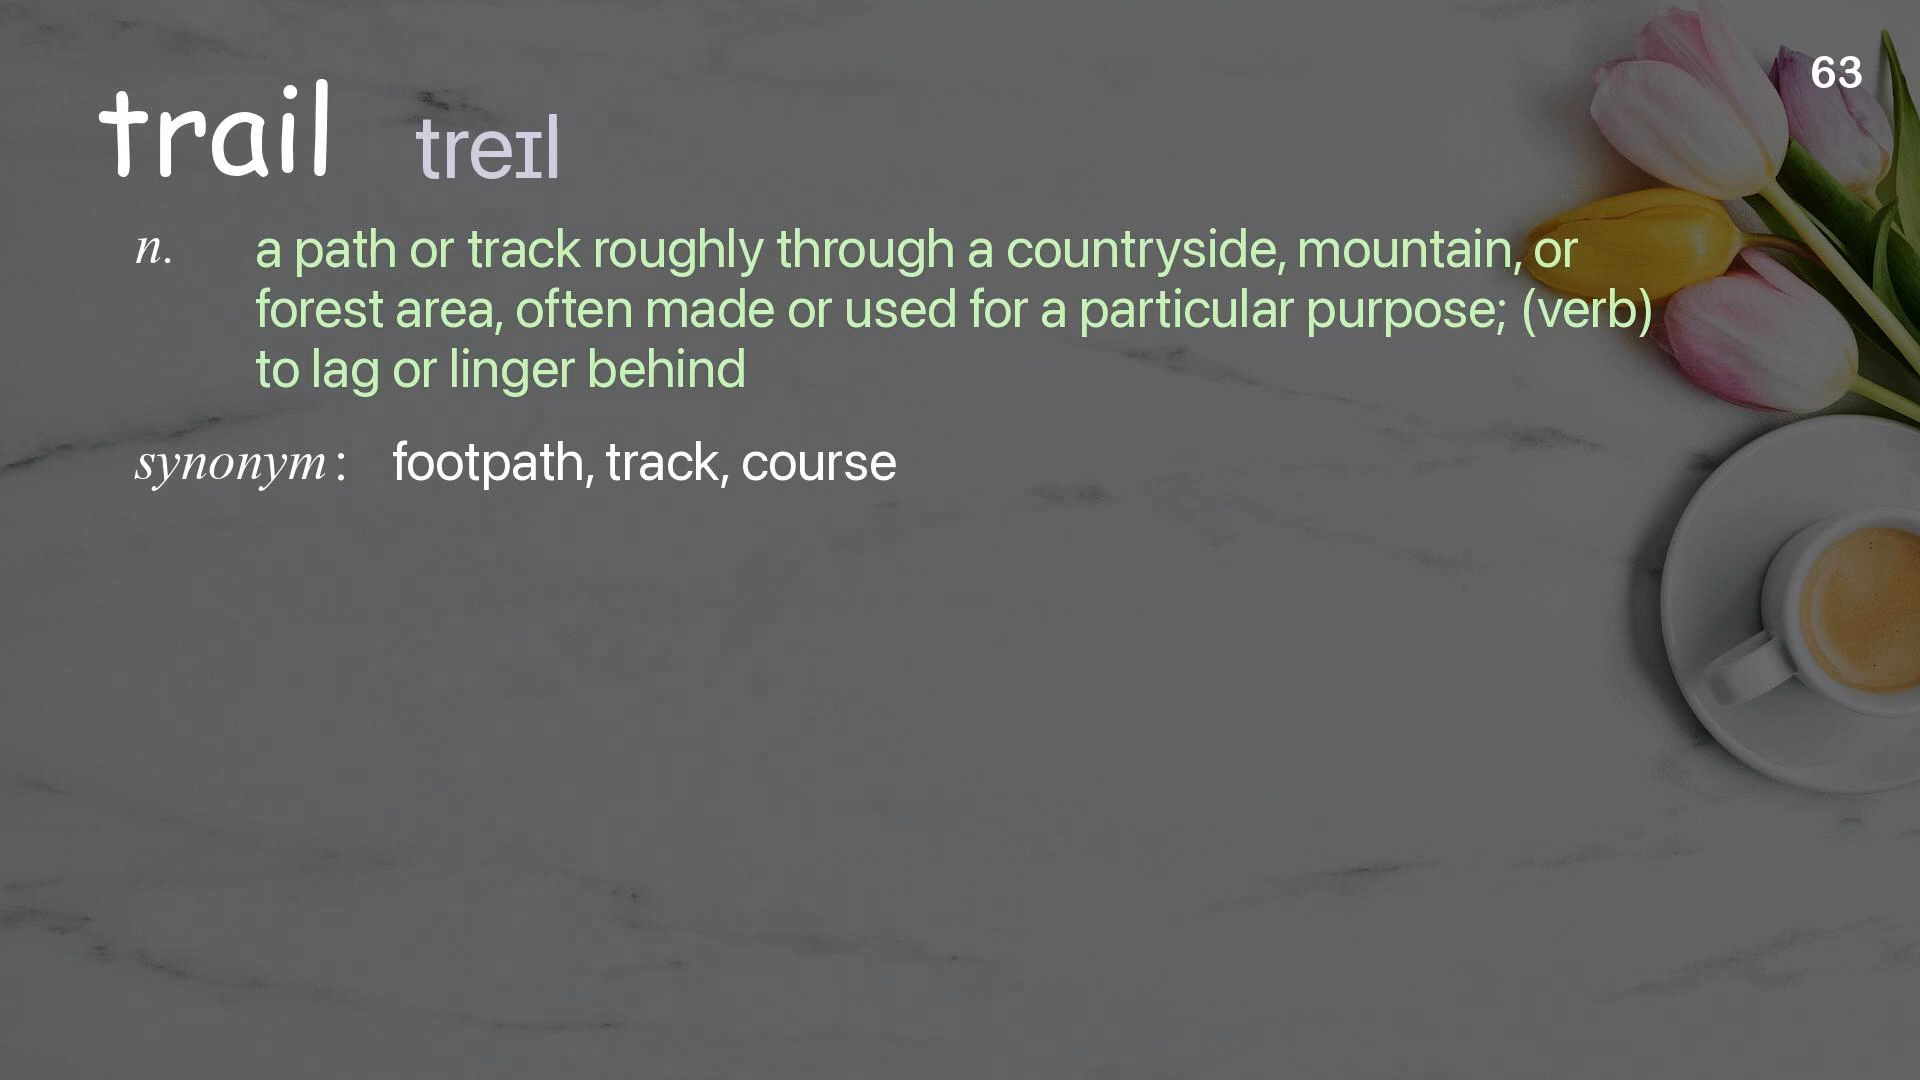 63
trail treɪl
n. a path or track roughly through a countryside, mountain, or
forest area, often made or used for a particular purpose; (verb)
to lag or linger behind
synonym: footpath, track, course